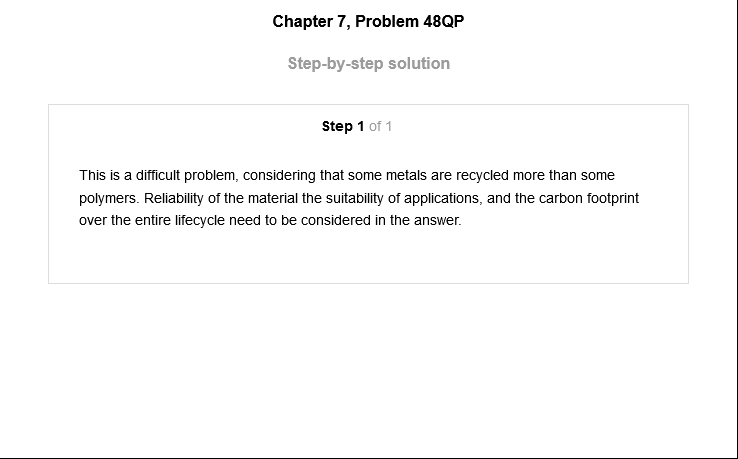 Chapter 7, Problem 48QP
Step-by-step solution
Step 1 of 1
This is a difficult problem, considering that some metals are recycled more than some
polymers. Reliability of the material the suitability of applications, and the carbon footprint
over the entire lifecycle need to be considered in the answer.